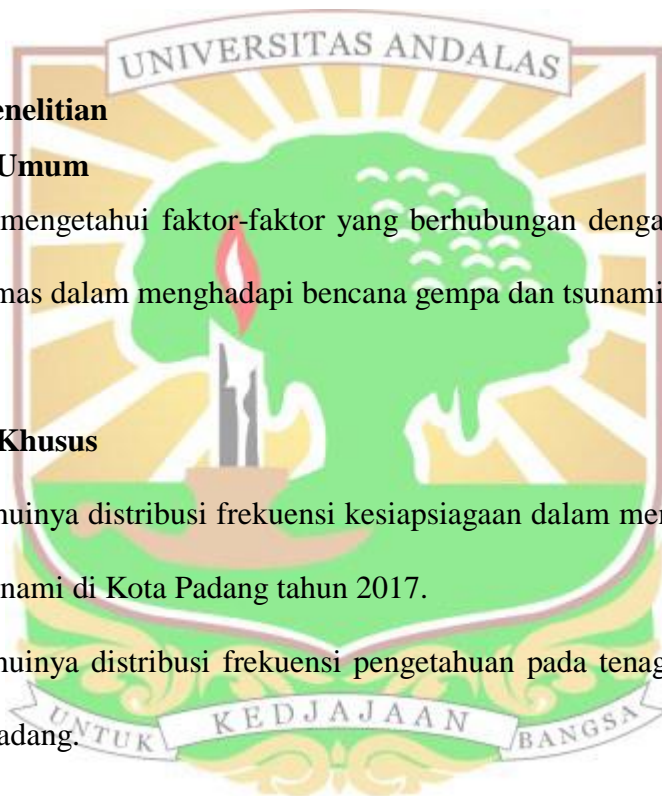 UNIVERSITAS ANDALAS
enelitian
Umum
mengetahui faktor-faktor yang berhubungan denga
mas dalam menghadapi bencana gempa dan tsunami
Khusus
huinya distribusi frekuensi kesiapsiagaan dalam mer
nami di Kota Padang tahun 2017.
huinya distribusi frekuensi pengetahuan pada tenag
adang.
UNTUK KEDJAJAAN BANGSA